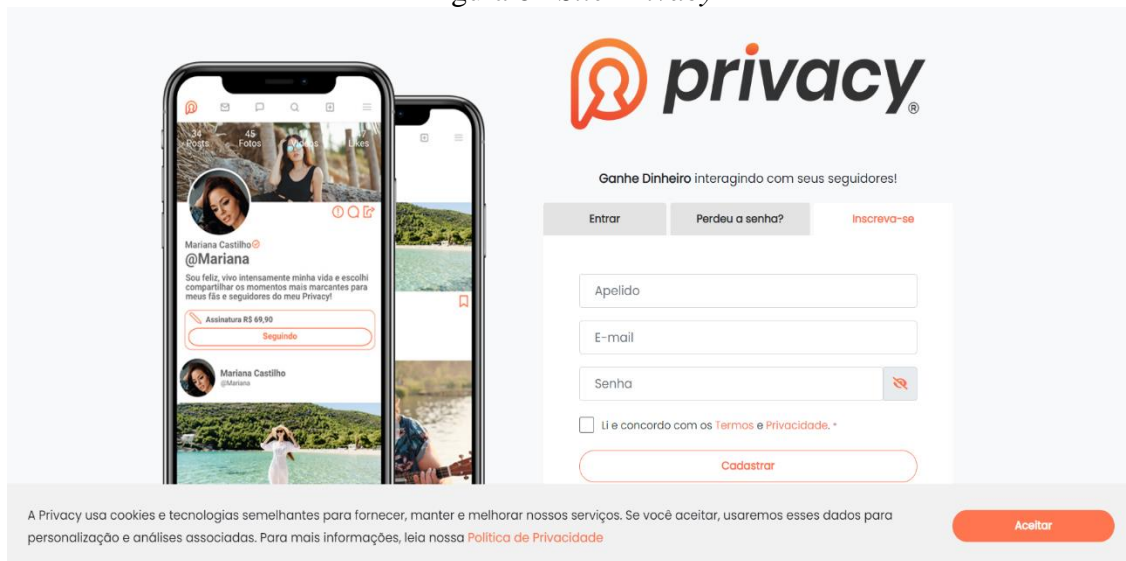 privacy®
34 45 7
Posts Fotos Vídeos Likes
Mariana Castilho
@Mariana
Sou feliz, vivo intensamente minha vida e escolhi
compartilhar os momentos mais marcantes para
meus fãs e seguidores do meu Privacy!
Assinatura R$ 69,90
Seguindo
Mariana Castilho
@Mariana
Ganhe Dinheiro interagindo com seus seguidores!
Entrar Perdeu a senha? Inscreva-se
Apelido
E-mail
Senha
Li e concordo com os Termos e Privacidade. *
Cadastrar
A Privacy usa cookies e tecnologias semelhantes para fornecer, manter e melhorar nossos serviços. Se você aceitar, usaremos esses dados para
personalização e análises associadas. Para mais informações, leia nossa Política de Privacidade
Aceitar